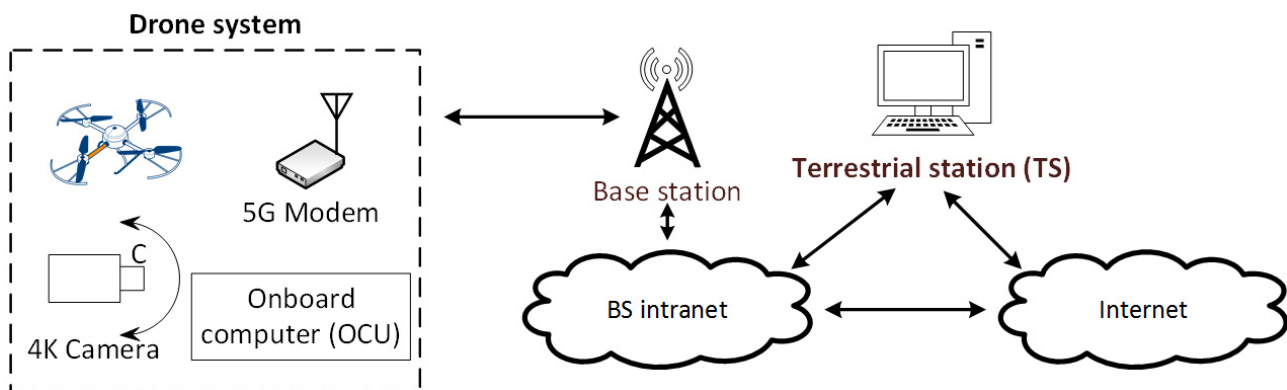 Drone system
5G Modem
C
4K Camera
Onboard
computer (OCU)
Base station
Terrestrial station (TS)
BS intranet
Internet